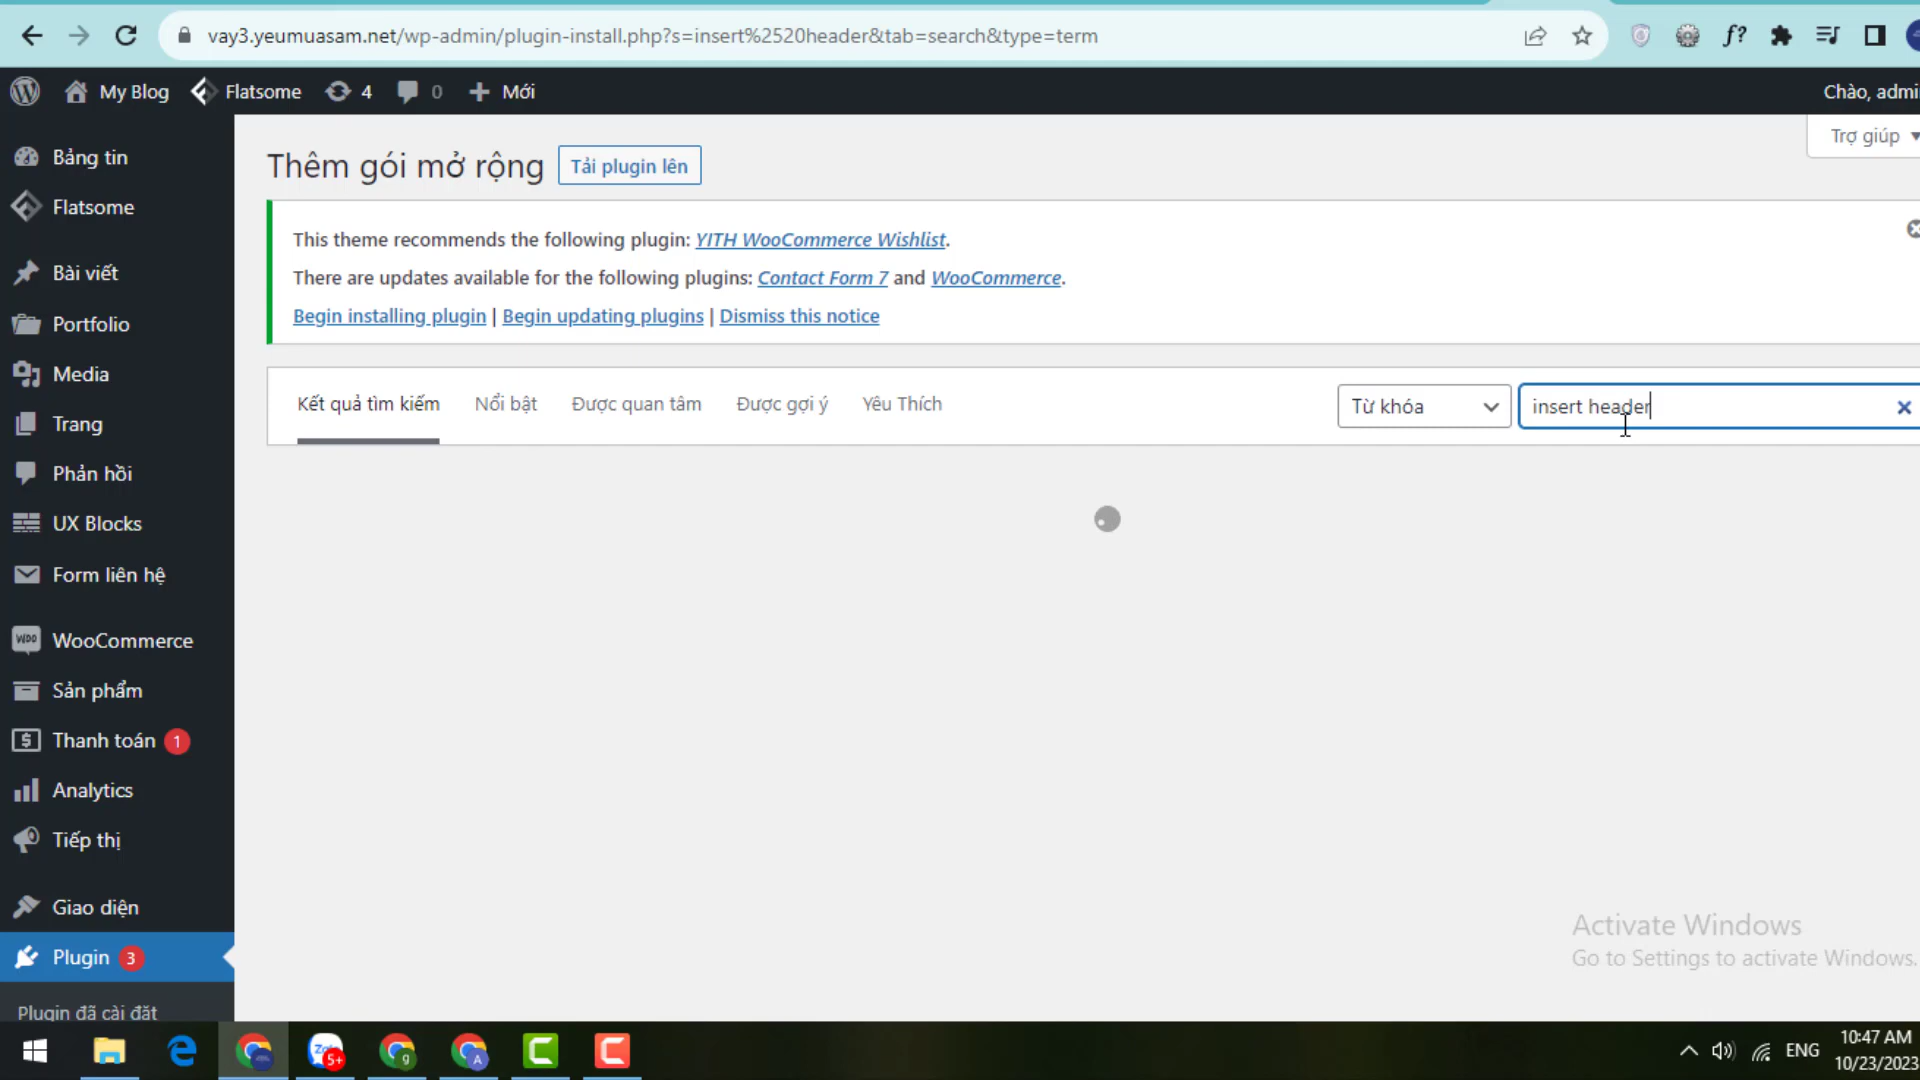 vay3.yeumuasam.net/wp-admin/plugin-install.php?s=insert%2520header&tab=search&type=term
f?
My Blog
Flatsome
4
0
Mới
Chào, admi
Trợ giúp
Bảng tin
Flatsome
Bài viết
Portfolio
Media
Trang
Phản hồi
UX Blocks
Form liên hệ
WOO
WooCommerce
Sản phẩm
Thanh toán 1
Analytics
Tiếp thị
Giao diện
Plugin 3
Plugin đã cài đặt
Thêm gói mở rộng
Tải plugin lên
This theme recommends the following plugin: YITH WooCommerce Wishlist.
There are updates available for the following plugins: Contact Form 7 and WooCommerce.
Begin installing plugin | Begin updating plugins | Dismiss this notice
Kết quả tìm kiếm
Nổi bật
Được quan tâm
Được gợi ý
Yêu Thích
Từ khóa
insert header
Activate Windows
Go to Settings to activate Windows.
5+
g
A
ENG
10:47 AM
10/23/2023